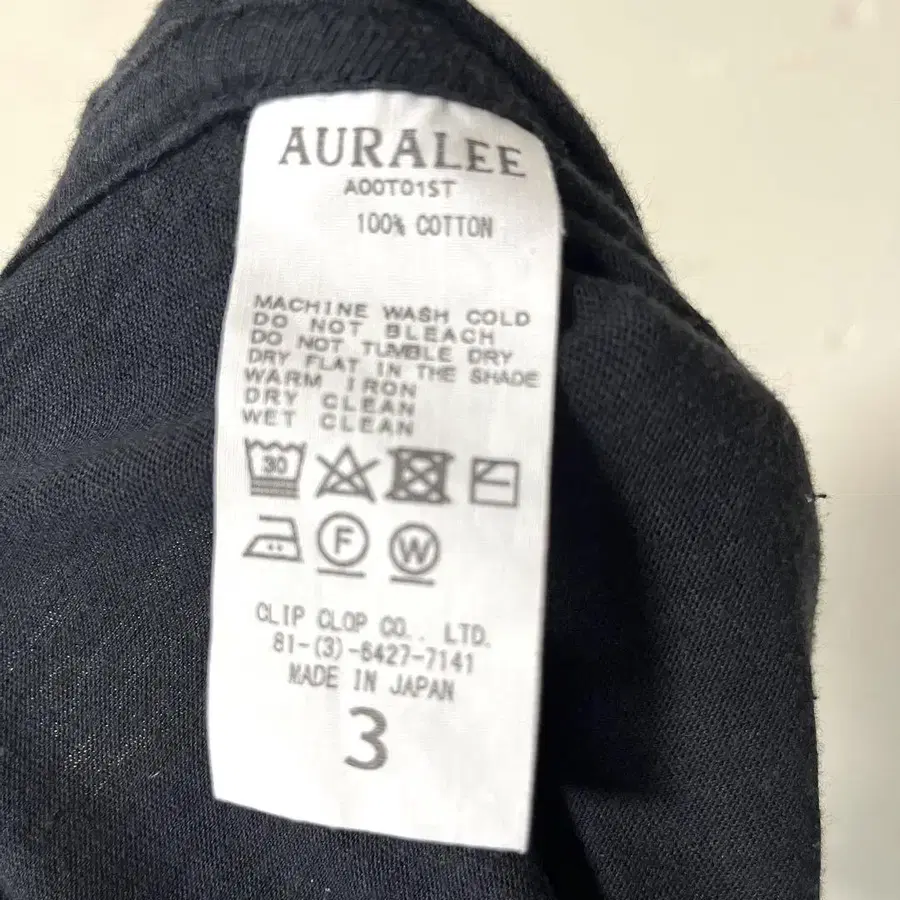 AURALEE
A00T01ST
100% COTTON
MACHINE WASH COLD
DO NOT BLEACH
DO NOT TUMBLE DRY
DRY FLAT IN THE SHADE
WARM IRON
DRY CLEAN
WET CLEAN
30
F W
CLIP CLOP CO., LTD.
81-(3)-6427-7141
MADE IN JAPAN
3